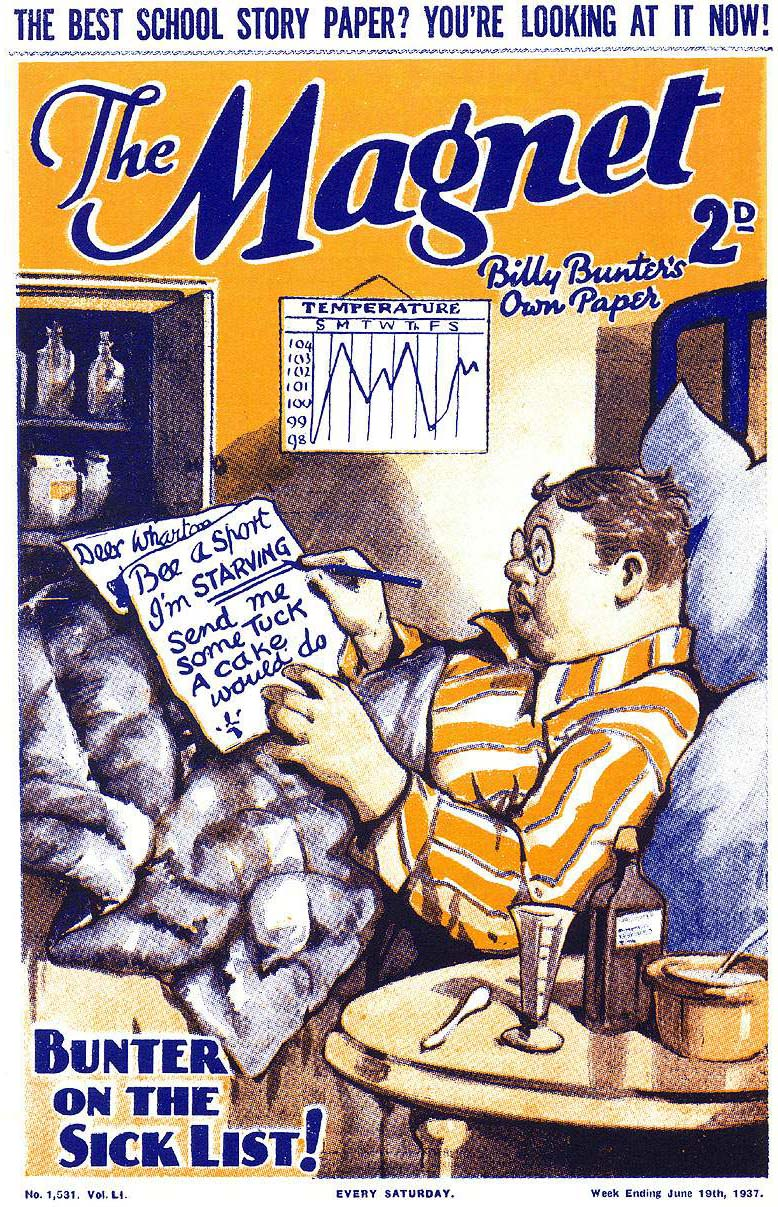 THE BEST SCHOOL STORY PAPER? YOU'RE LOOKING AT IT NOW!
The Magnet
2D
Billy Bunter's
Own Paper
TEMPERATURE
S M T W Th F S
104
103
102
101
100
99
98
Deer Wharton
Bee a Sport
I'm STARVING
Send me
some Tuck
A cake
would do
BUNTER
ON THE
SICK LIST!
No. 1,531. Vol. LI.
EVERY SATURDAY.
Week Ending June 19th, 1937.